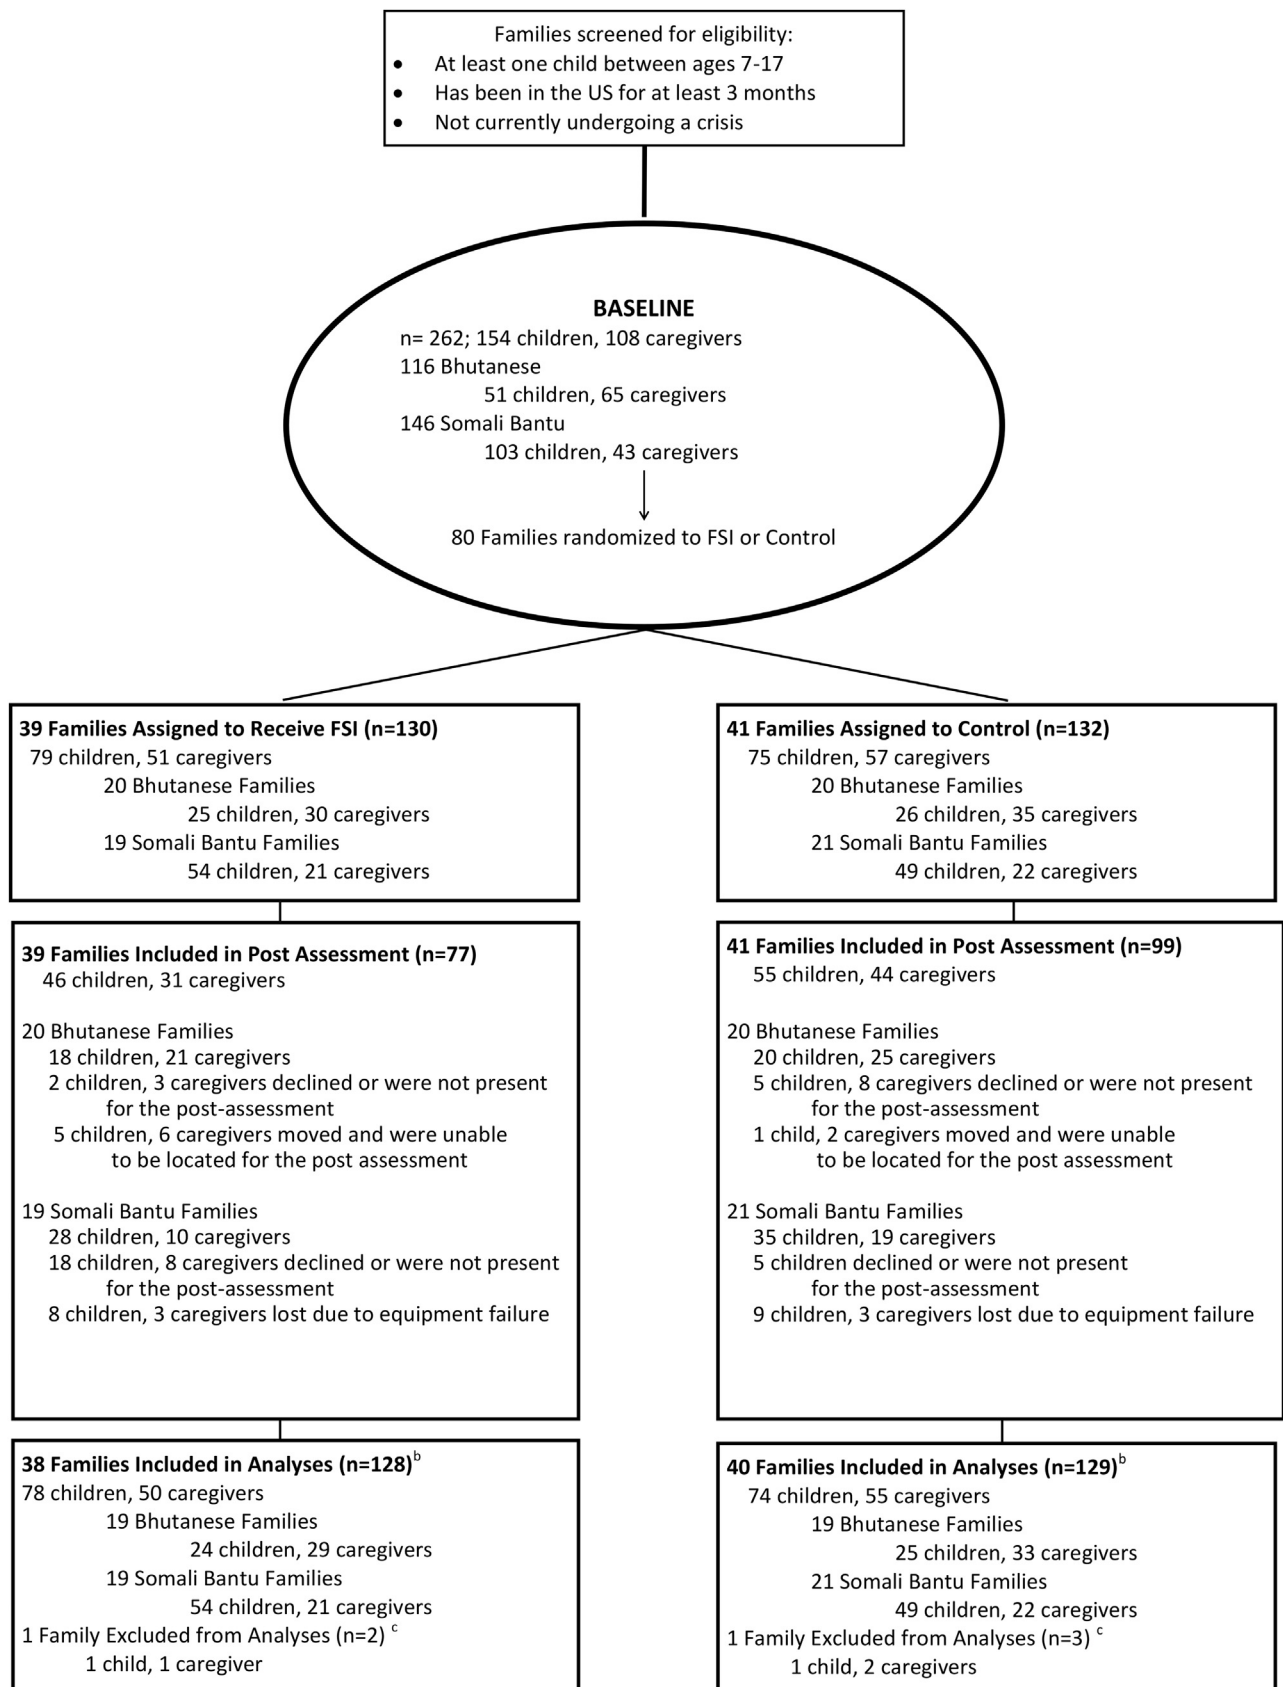 Families screened for eligibility:
• At least one child between ages 7-17
• Has been in the US for at least 3 months
• Not currently undergoing a crisis
BASELINE
n= 262; 154 children, 108 caregivers
116 Bhutanese
51 children, 65 caregivers
146 Somali Bantu
103 children, 43 caregivers
80 Families randomized to FSI or Control
39 Families Assigned to Receive FSI (n=130)
79 children, 51 caregivers
20 Bhutanese Families
25 children, 30 caregivers
19 Somali Bantu Families
54 children, 21 caregivers
41 Families Assigned to Control (n=132)
75 children, 57 caregivers
20 Bhutanese Families
26 children, 35 caregivers
21 Somali Bantu Families
49 children, 22 caregivers
39 Families Included in Post Assessment (n=77)
46 children, 31 caregivers
20 Bhutanese Families
18 children, 21 caregivers
2 children, 3 caregivers declined or were not present
for the post-assessment
5 children, 6 caregivers moved and were unable
to be located for the post assessment
19 Somali Bantu Families
28 children, 10 caregivers
18 children, 8 caregivers declined or were not present
for the post-assessment
8 children, 3 caregivers lost due to equipment failure
41 Families Included in Post Assessment (n=99)
55 children, 44 caregivers
20 Bhutanese Families
20 children, 25 caregivers
5 children, 8 caregivers declined or were not present
for the post-assessment
1 child, 2 caregivers moved and were unable
to be located for the post assessment
21 Somali Bantu Families
35 children, 19 caregivers
5 children declined or were not present
for the post-assessment
9 children, 3 caregivers lost due to equipment failure
38 Families Included in Analyses (n=128)b
78 children, 50 caregivers
19 Bhutanese Families
24 children, 29 caregivers
19 Somali Bantu Families
54 children, 21 caregivers
1 Family Excluded from Analyses (n=2) c
1 child, 1 caregiver
40 Families Included in Analyses (n=129)b
74 children, 55 caregivers
19 Bhutanese Families
25 children, 33 caregivers
21 Somali Bantu Families
49 children, 22 caregivers
1 Family Excluded from Analyses (n=3) c
1 child, 2 caregivers